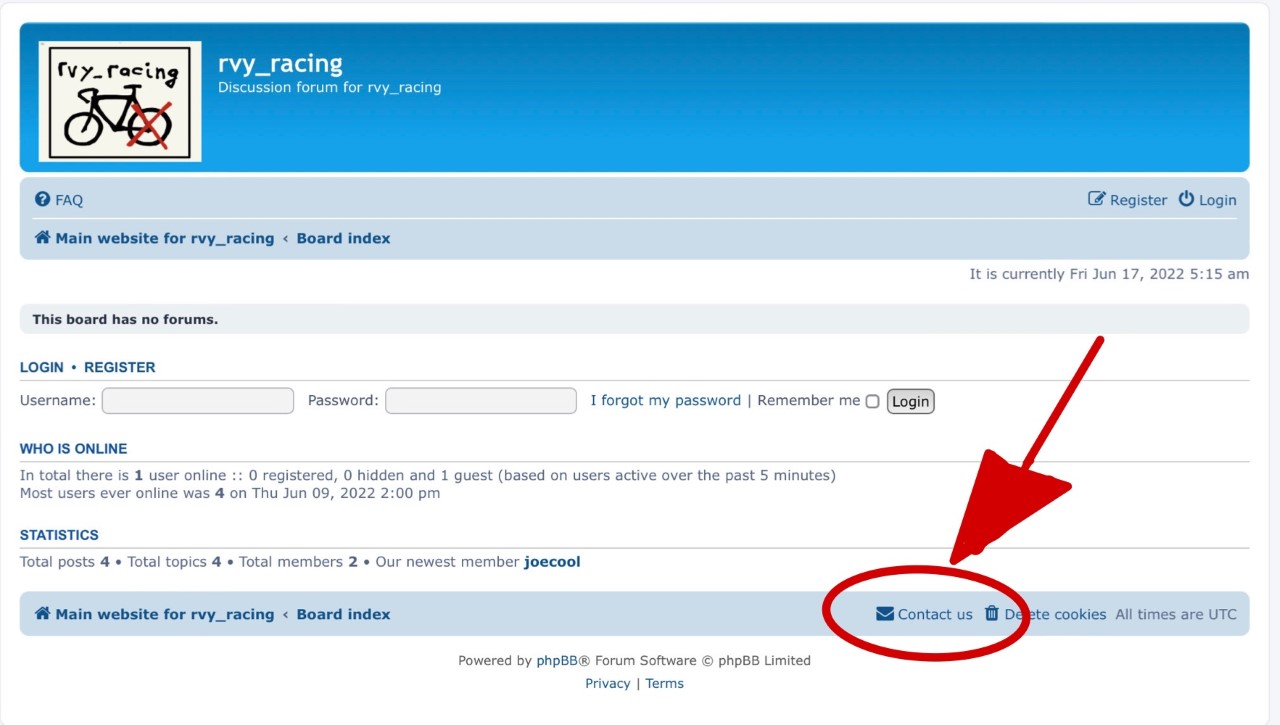 rvy_racing
rvy_racing
Discussion forum for rvy_racing
FAQ
Register Login
Main website for rvy_racing ‹ Board index
It is currently Fri Jun 17, 2022 5:15 am
This board has no forums.
LOGIN • REGISTER
Username: Password: I forgot my password | Remember me Login
WHO IS ONLINE
In total there is 1 user online :: 0 registered, 0 hidden and 1 guest (based on users active over the past 5 minutes)
Most users ever online was 4 on Thu Jun 09, 2022 2:00 pm
STATISTICS
Total posts 4 • Total topics 4 • Total members 2 • Our newest member joecool
Main website for rvy_racing ‹ Board index Contact us Delete cookies All times are UTC
Powered by phpBB® Forum Software © phpBB Limited
Privacy | Terms